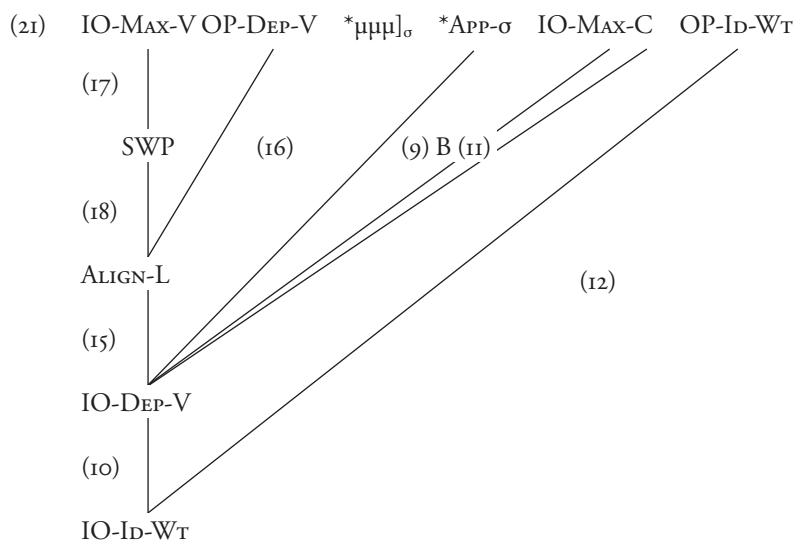 (21) IO-MAX-V OP-DEP-V *μμμ]σ *APP-σ IO-MAX-C OP-ID-WT
(17)
SWP (16) (9) B (11)
(18)
ALIGN-L (12)
(15)
IO-DEP-V
(10)
IO-ID-WT